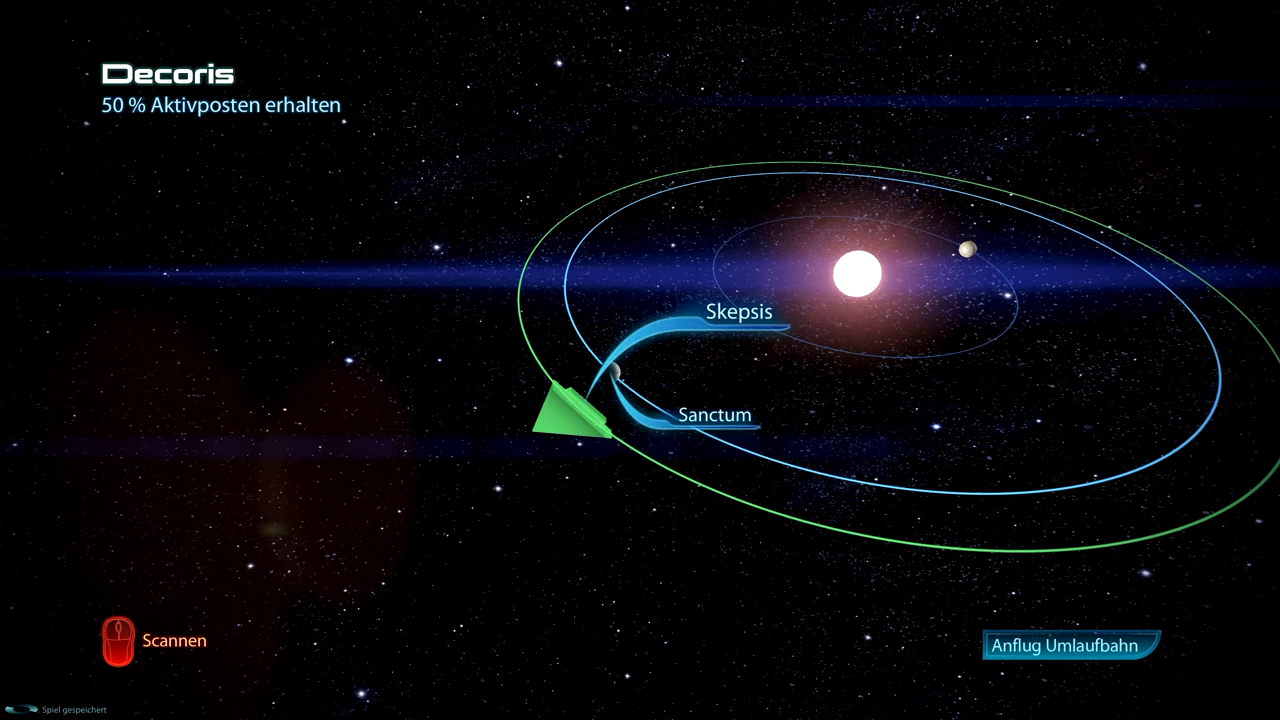 Decoris
50 % Aktivposten erhalten
Skepsis
Sanctum
Scannen
Anflug Umlaufbahn
Spiel gespeichert